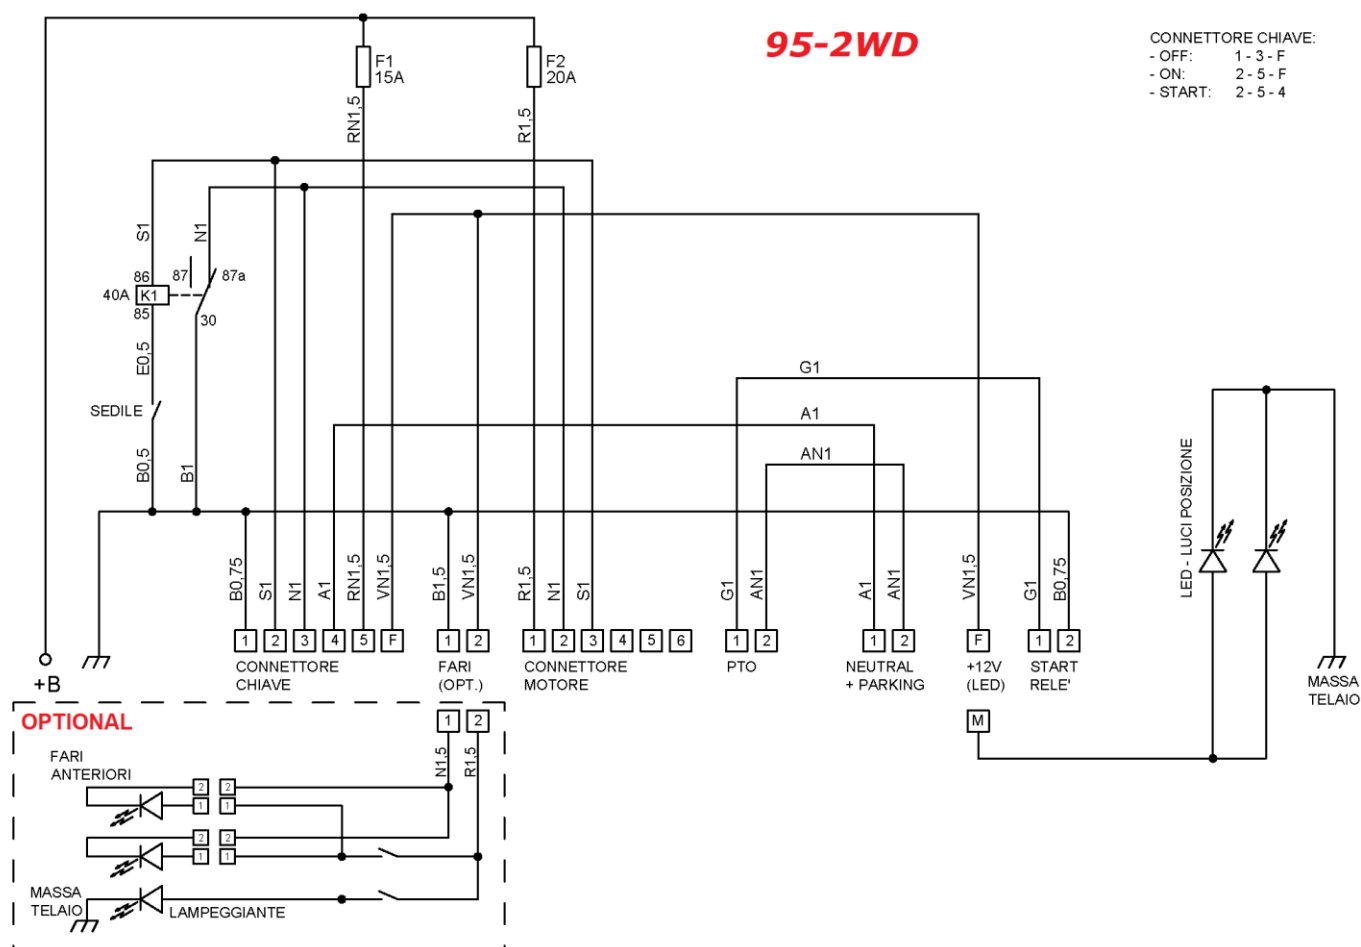 95-2WD
CONNETTORE CHIAVE:
- OFF: 1 - 3 - F
- ON: 2 - 5 - F
- START: 2 - 5 - 4
F1
15A
F2
20A
RN1,5
R1,5
S1
N1
86
87
87a
40A
K1
85
30
E0,5
SEDILE
B0,5
B1
G1
A1
AN1
LED - LUCI POSIZIONE
B0,75
S1
N1
A1
RN1,5
VN1,5
B1,5
VN1,5
R1,5
N1
S1
G1
AN1
A1
AN1
VN1,5
G1
B0,75
1 2 3 4 5 F
1 2
1 2 3 4 5 6
1 2
1 2
F
1 2
CONNETTORE
CHIAVE
FARI
(OPT.)
CONNETTORE
MOTORE
PTO
NEUTRAL
+ PARKING
+12V
(LED)
START
RELE'
MASSA
TELAIO
+B
M
OPTIONAL
1 2
N1,5
R1,5
FARI
ANTERIORI
2 2
1 1
2 2
1 1
MASSA
TELAIO
LAMPEGGIANTE